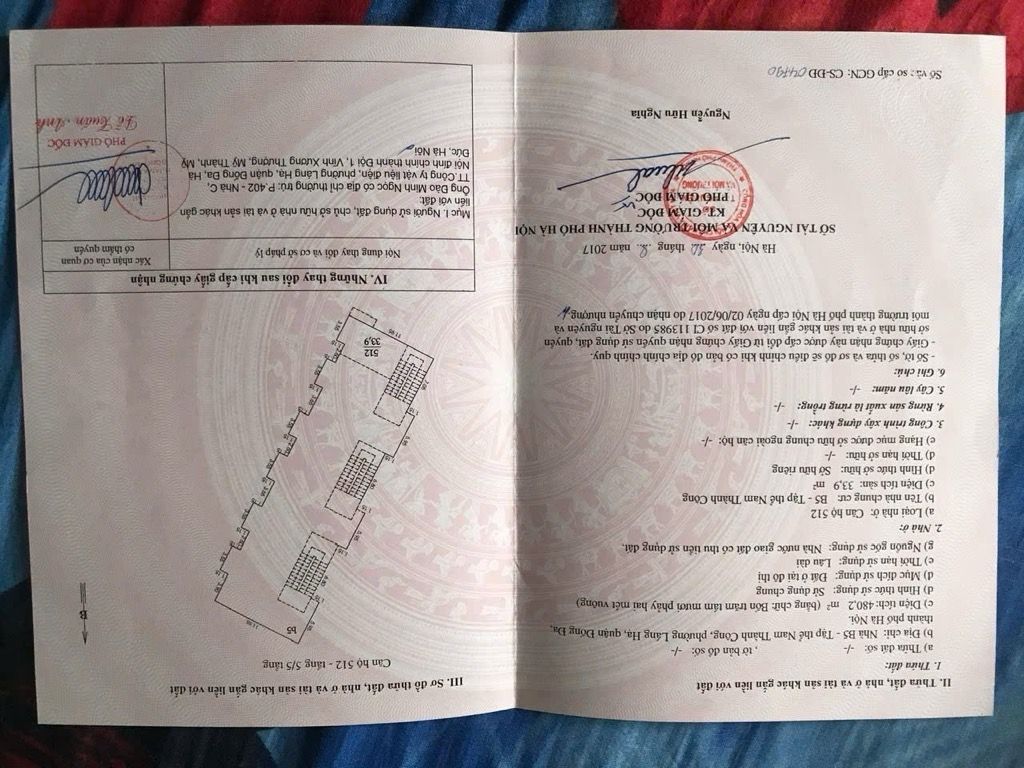 II. Thửa đất, nhà ở và tài sản khác gắn liền với đất
1. Thửa đất:
a) Thửa đất số: -/- , tờ bản đồ số: -/-
b) Địa chỉ: Nhà B5 - Tập thể Nam Thành Công, phường Láng Hạ, quận Đống Đa,
thành phố Hà Nội.
c) Diện tích: 480,2 m² (bằng chữ: Bốn trăm tám mươi phảy hai mét vuông)
d) Hình thức sử dụng: Sử dụng chung
đ) Mục đích sử dụng: Đất ở tại đô thị
e) Thời hạn sử dụng: Lâu dài
g) Nguồn gốc sử dụng: Nhà nước giao đất có thu tiền sử dụng đất.
2. Nhà ở:
a) Loại nhà ở: Căn hộ 512
b) Tên nhà chung cư: B5 - Tập thể Nam Thành Công
c) Diện tích sàn: 33,9 m²
d) Hình thức sở hữu: Sở hữu riêng
đ) Thời hạn sở hữu: -/-
e) Hạng mục được sở hữu chung ngoài căn hộ: -/-
3. Công trình xây dựng khác: -/-
4. Rừng sản xuất là rừng trồng: -/-
5. Cây lâu năm: -/-
6. Ghi chú:
- Số tờ, số thửa và sơ đồ sẽ điều chỉnh khi có bản đồ địa chính chính quy.
- Giấy chứng nhận này được cấp đổi từ Giấy chứng nhận quyền sử dụng đất, quyền
sở hữu nhà ở và tài sản khác gắn liền với đất số CI 113985 do Sở Tài nguyên và
môi trường thành phố Hà Nội cấp ngày 02/06/2017 do nhận chuyển nhượng
Hà Nội, ngày tháng năm 2017
SỞ TÀI NGUYÊN VÀ MÔI TRƯỜNG THÀNH PHỐ HÀ NỘI
KT. GIÁM ĐỐC
PHÓ GIÁM ĐỐC
Nguyễn Hữu Nghĩa
Số vào sổ cấp GCN: CS-ĐĐ 04790
III. Sơ đồ thửa đất, nhà ở và tài sản khác gắn liền với đất
Căn hộ 512 - tầng 5/5 tầng
B
b5
512
33,9
IV. Những thay đổi sau khi cấp giấy chứng nhận
Nội dung thay đổi và cơ sở pháp lý
Xác nhận của cơ quan
có thẩm quyền
Mục I. Người sử dụng đất, chủ sở hữu nhà ở và tài sản khác gắn
liền với đất:
Ông Đào Minh Ngọc có địa chỉ thường trú: P.402 - Nhà C,
TT. Công ty vật liệu điện, phường Láng Hạ, quận Đống Đa, Hà
Nội đính chính thành Đội 1, Vĩnh Xương Thượng, Mỹ Thành, Mỹ
Đức, Hà Nội
PHÓ GIÁM ĐỐC